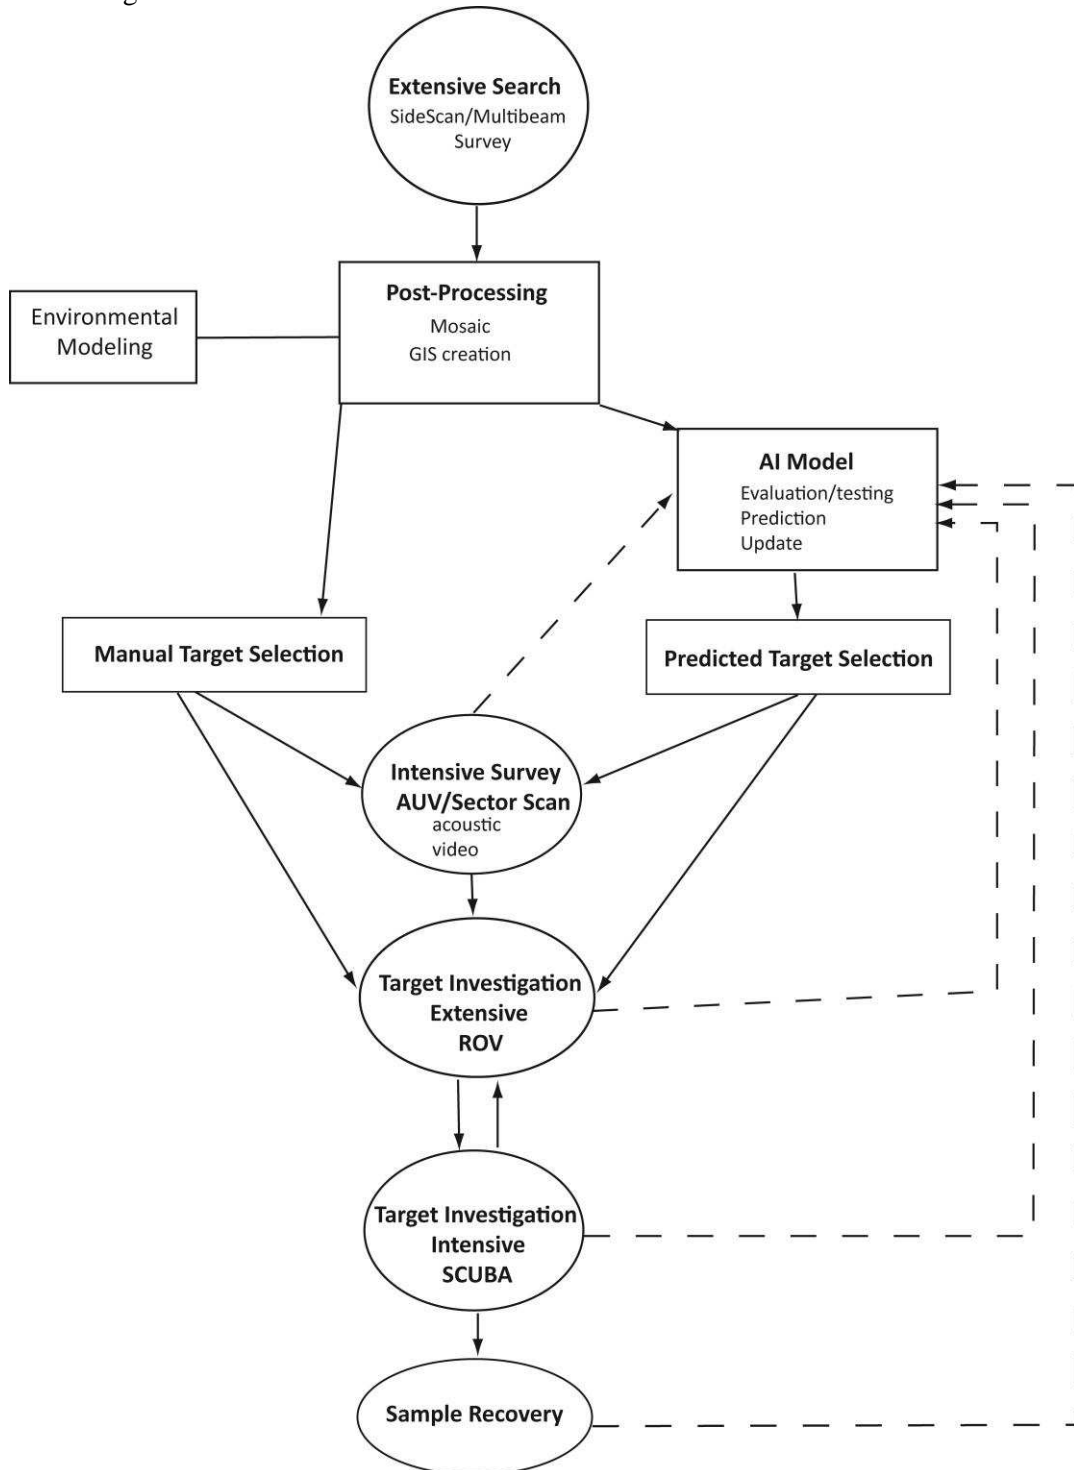 Extensive Search
SideScan/Multibeam
Survey
Post-Processing
Mosaic
GIS creation
Environmental
Modeling
AI Model
Evaluation/testing
Prediction
Update
Manual Target Selection
Predicted Target Selection
Intensive Survey
AUV/Sector Scan
acoustic
video
Target Investigation
Extensive
ROV
Target Investigation
Intensive
SCUBA
Sample Recovery